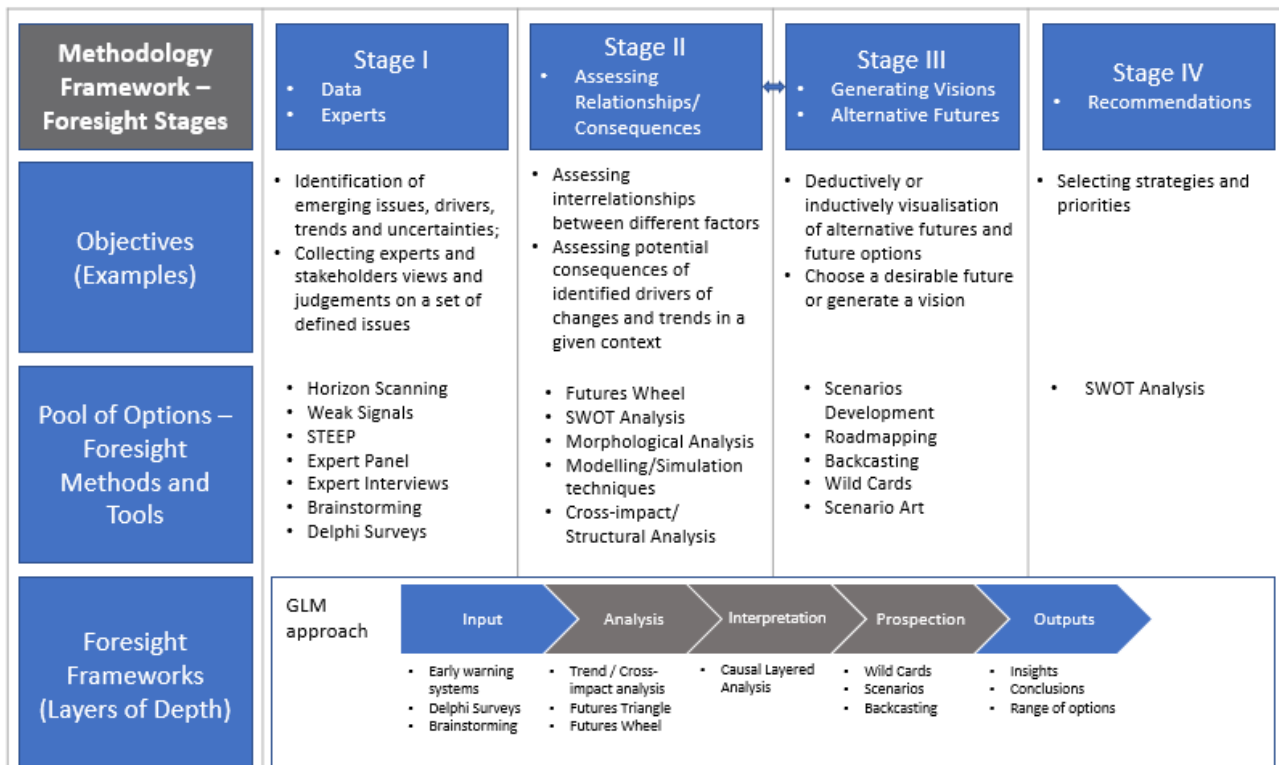 Methodology
Framework –
Foresight Stages
Stage I
• Data
• Experts
Stage II
• Assessing
Relationships/
Consequences
Stage III
• Generating Visions
• Alternative Futures
Stage IV
• Recommendations
Objectives
(Examples)
• Identification of
emerging issues, drivers,
trends and uncertainties;
• Collecting experts and
stakeholders views and
judgements on a set of
defined issues
• Assessing
interrelationships
between different factors
• Assessing potential
consequences of
identified drivers of
changes and trends in a
given context
• Deductively or
inductively visualisation
of alternative futures and
future options
• Choose a desirable future
or generate a vision
• Selecting strategies and
priorities
Pool of Options –
Foresight
Methods and
Tools
• Horizon Scanning
• Weak Signals
• STEEP
• Expert Panel
• Expert Interviews
• Brainstorming
• Delphi Surveys
• Futures Wheel
• SWOT Analysis
• Morphological Analysis
• Modelling/Simulation
techniques
• Cross-impact/
Structural Analysis
• Scenarios
Development
• Roadmapping
• Backcasting
• Wild Cards
• Scenario Art
• SWOT Analysis
Foresight
Frameworks
(Layers of Depth)
GLM
approach
Input
Analysis
Interpretation
Prospection
Outputs
• Early warning
systems
• Delphi Surveys
• Brainstorming
• Trend / Cross-
impact analysis
• Futures Triangle
• Futures Wheel
• Causal Layered
Analysis
• Wild Cards
• Scenarios
• Backcasting
• Insights
• Conclusions
• Range of options